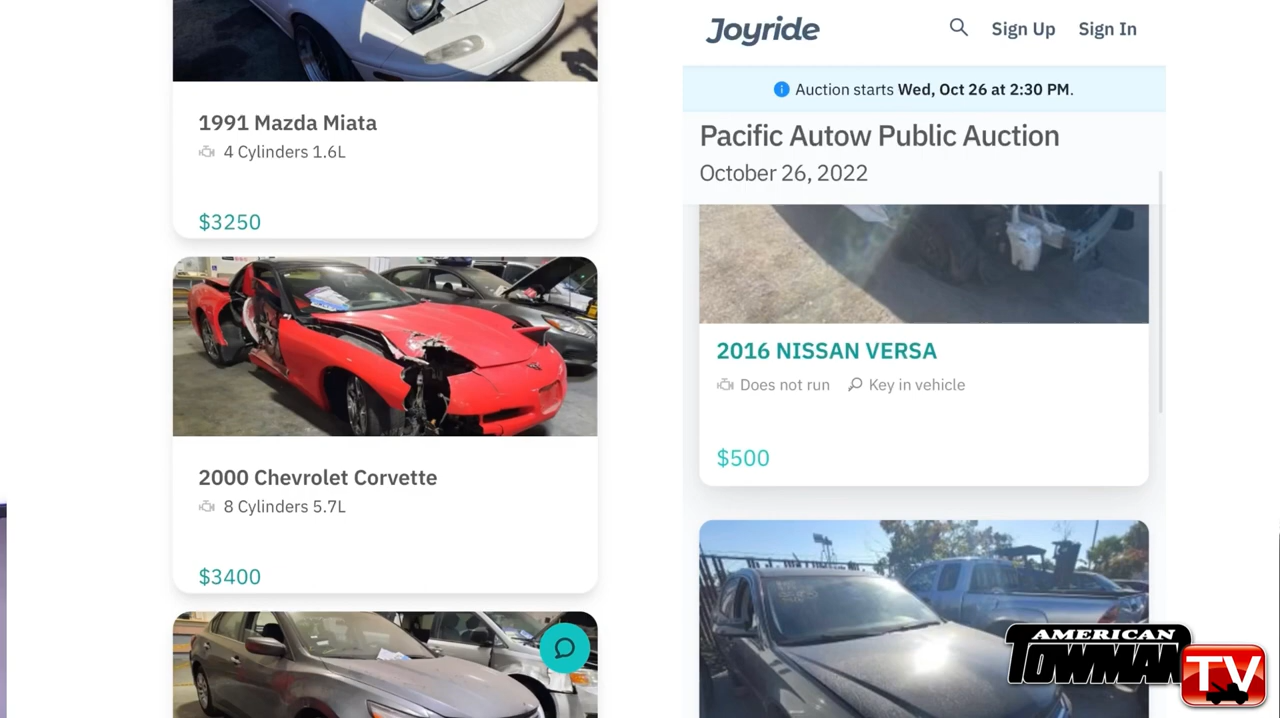 1991 Mazda Miata
4 Cylinders 1.6L
$3250
2000 Chevrolet Corvette
8 Cylinders 5.7L
$3400
Joyride
Sign Up
Sign In
Auction starts Wed, Oct 26 at 2:30 PM.
Pacific Autow Public Auction
October 26, 2022
2016 NISSAN VERSA
Does not run
Key in vehicle
$500
AMERICAN
TOWMAN
TV